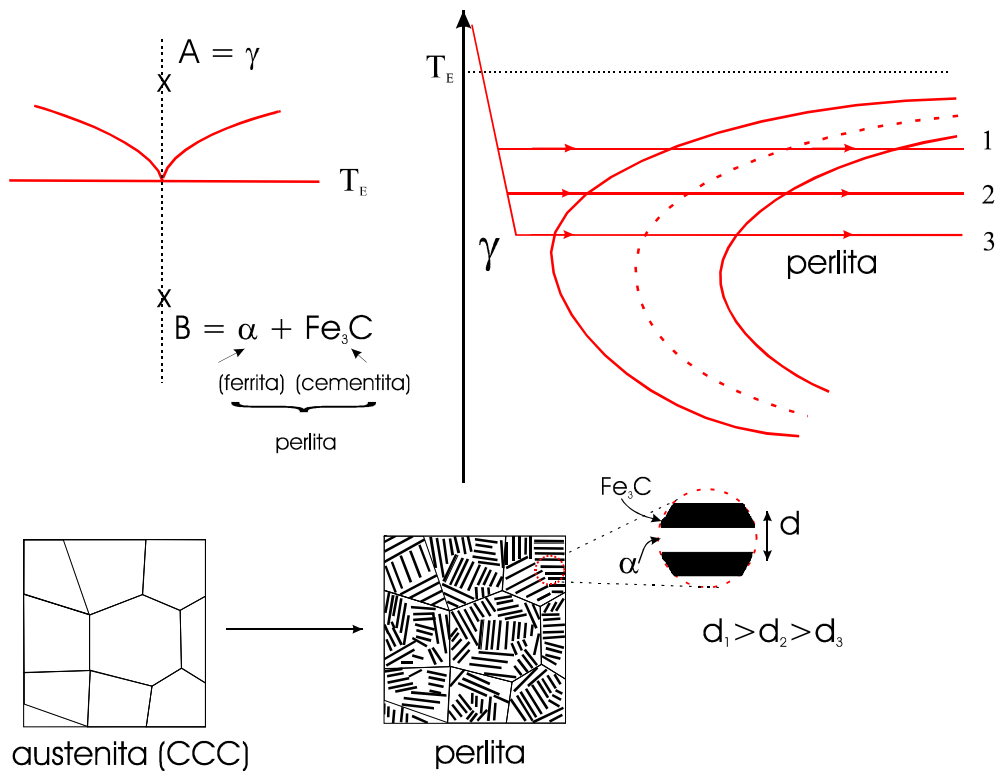 A = γ
T_E
B = α + Fe₃C
(ferrita) (cementita)
perlita
T_E
1
2
3
γ
perlita
austenita (CCC)
perlita
Fe₃C
α
d
d₁>d₂>d₃